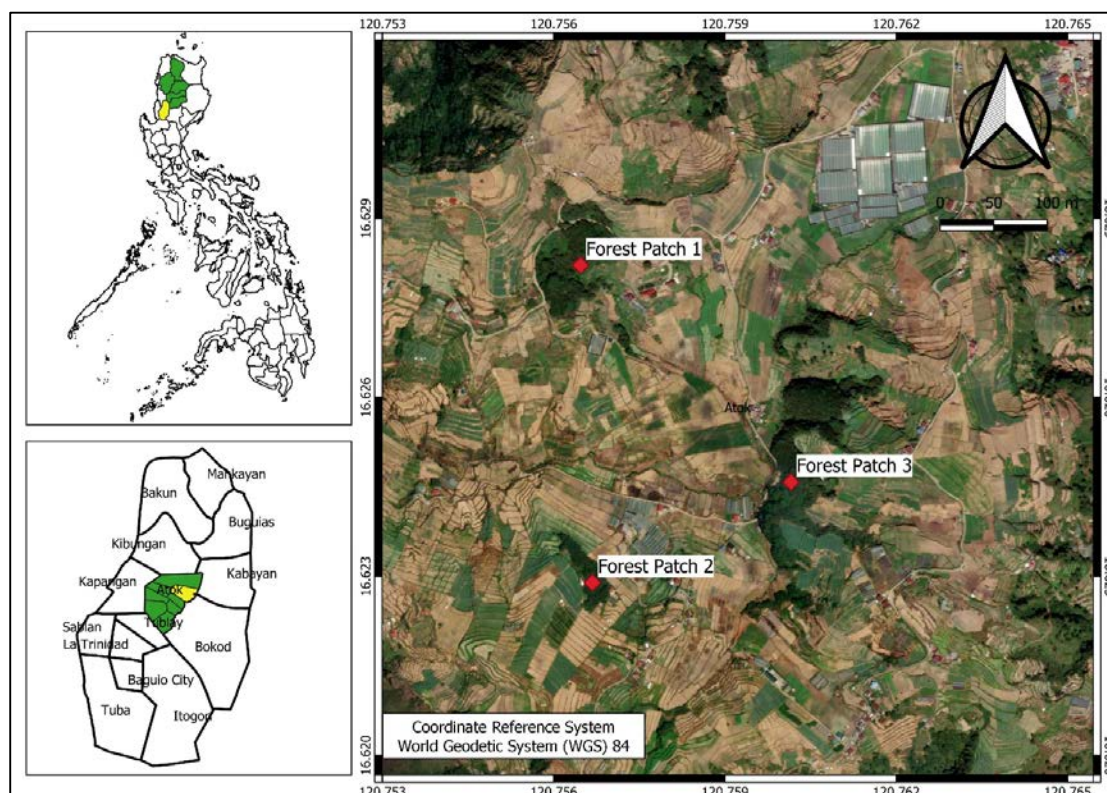 120.753
120.756
120.759
120.762
120.765
16.629
16.626
16.623
16.620
0 50 100 m
Forest Patch 1
Atok
Forest Patch 3
Forest Patch 2
Coordinate Reference System
World Geodetic System (WGS) 84
120.753
120.756
120.759
120.762
120.765
Mankayan
Bakun
Buguias
Kibungan
Kapangan
Kabayan
Atok
Tublay
Sablan
La Trinidad
Bokod
Baguio City
Tuba
Itogon